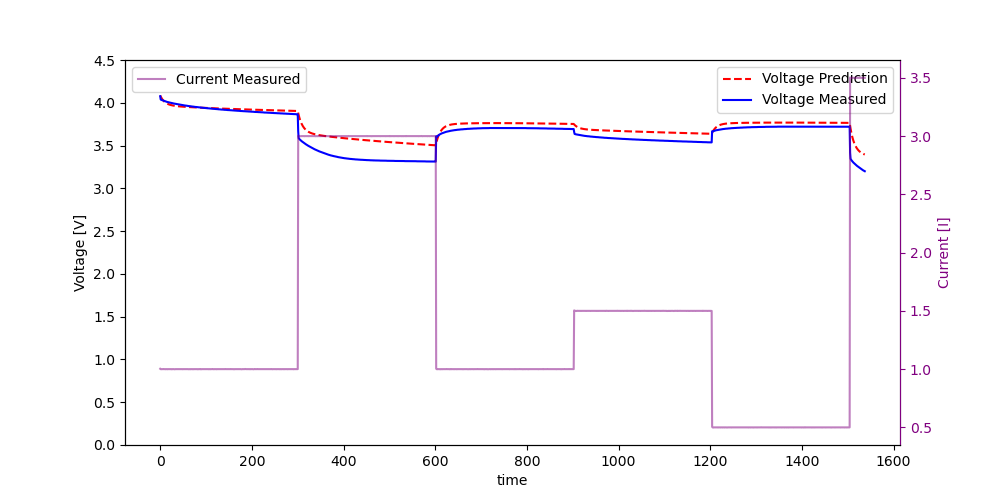 Current Measured
Voltage Prediction
Voltage Measured
4.5
4.0
3.5
3.0
2.5
2.0
1.5
1.0
0.5
0.0
Voltage [V]
3.5
3.0
2.5
2.0
1.5
1.0
0.5
Current [I]
0 200 400 600 800 1000 1200 1400 1600
time